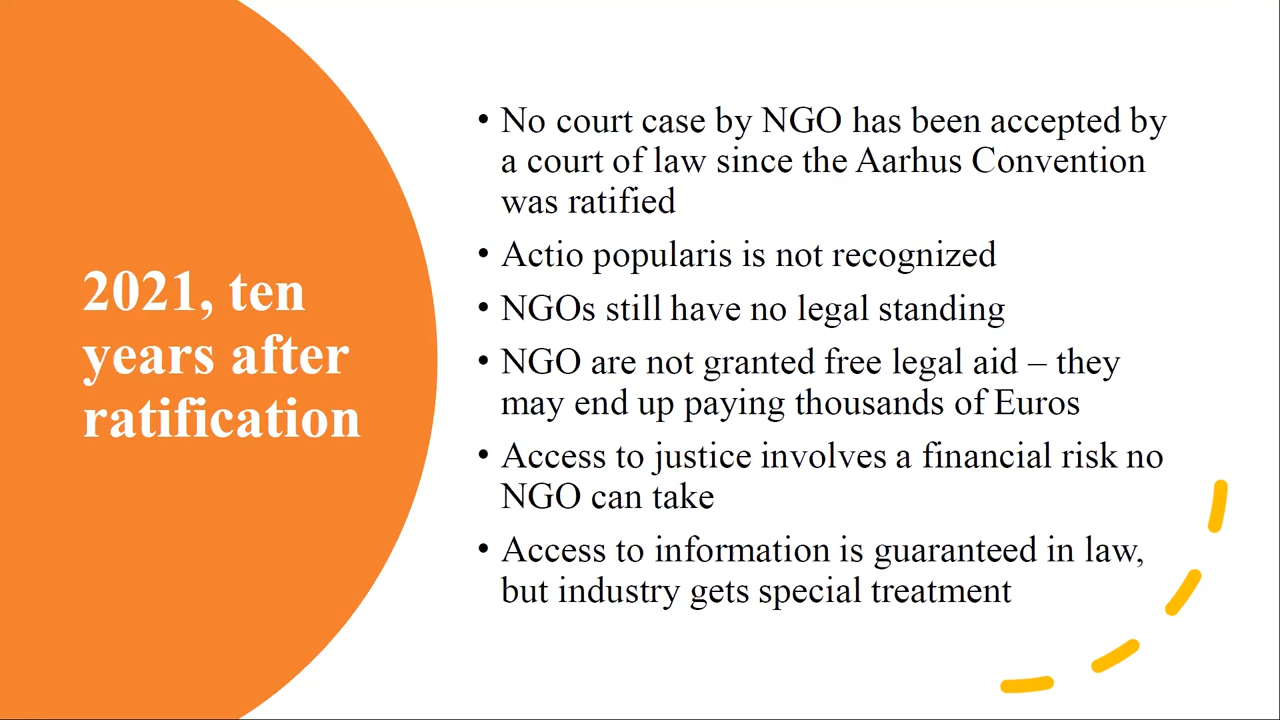 2021, ten
years after
ratification
• No court case by NGO has been accepted by
a court of law since the Aarhus Convention
was ratified
• Actio popularis is not recognized
• NGOs still have no legal standing
• NGO are not granted free legal aid – they
may end up paying thousands of Euros
• Access to justice involves a financial risk no
NGO can take
• Access to information is guaranteed in law,
but industry gets special treatment